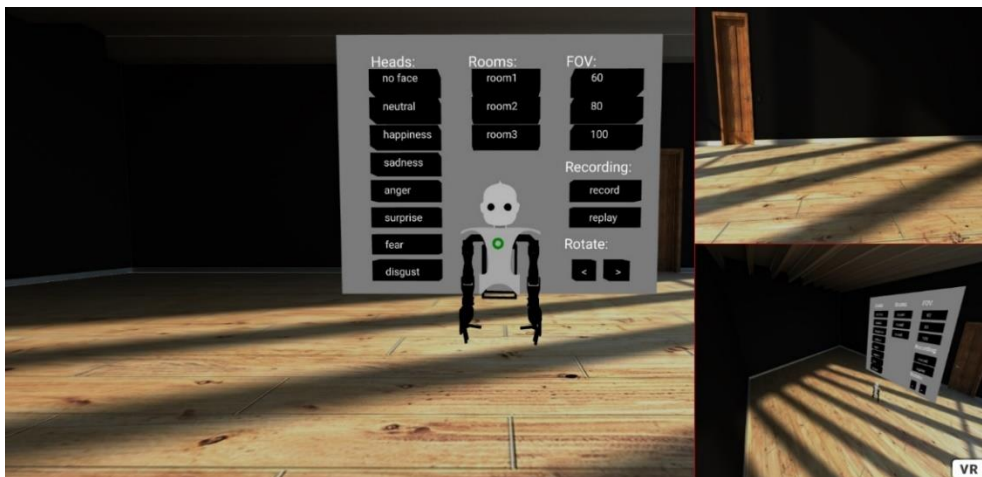 Heads:
no face
neutral
happiness
sadness
anger
surprise
fear
disgust
Rooms:
room1
room2
room3
FOV:
60
80
100
Recording:
record
replay
Rotate:
<
>
FOV
VR